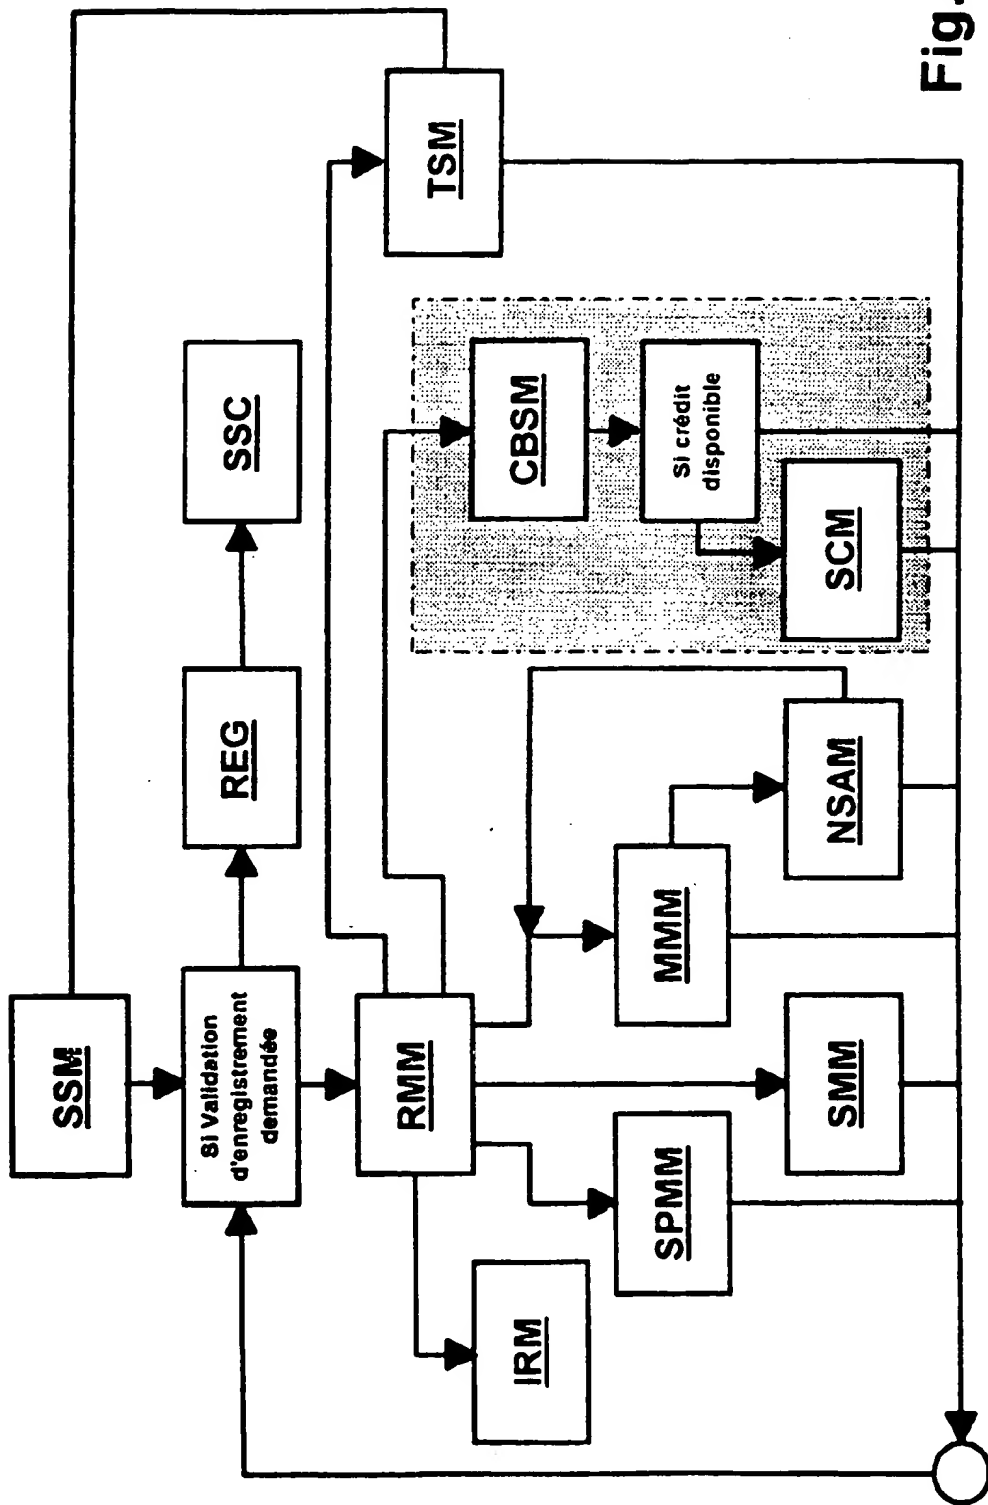 SSM
Si Validation
d'enregistrement
demandée
REG
SSC
RMM
TSM
IRM
SPMM
SMM
MMM
NSAM
CBSM
Si crédit
disponible
SCM
Fig.